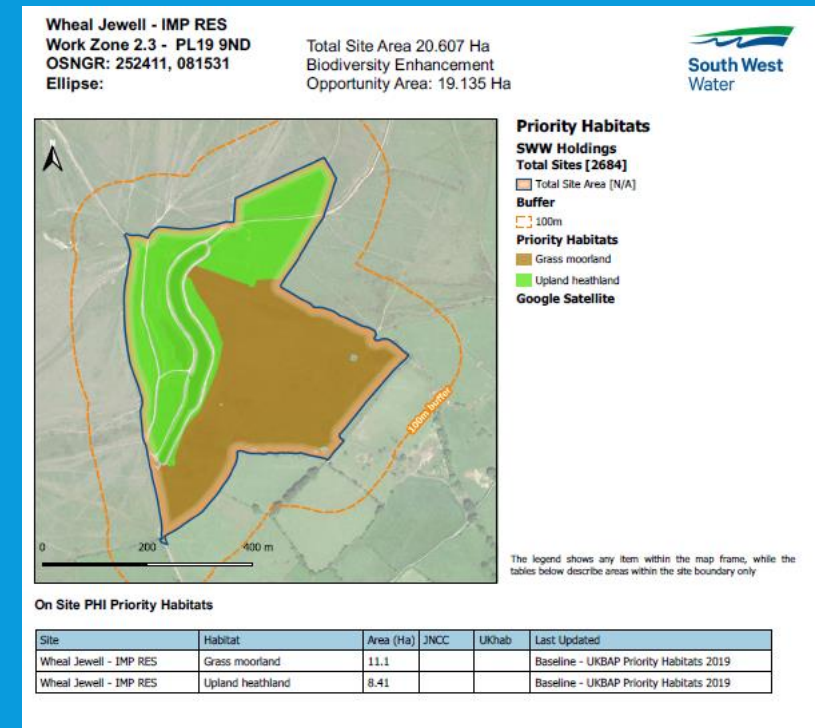 Wheal Jewell - IMP RES
Work Zone 2.3 - PL19 9ND
OSNGR: 252411, 081531
Ellipse:
Total Site Area 20.607 Ha
Biodiversity Enhancement
Opportunity Area: 19.135 Ha
South West
Water
Priority Habitats
SWW Holdings
Total Sites [2684]
Total Site Area [N/A]
Buffer
100m
Priority Habitats
Grass moorland
Upland heathland
Google Satellite
100m buffer
0 200 400 m
The legend shows any item within the map frame, while the
tables below describe areas within the site boundary only
On Site PHI Priority Habitats
Site Habitat Area (Ha) JNCC UKhab Last Updated
Wheal Jewell - IMP RES Grass moorland 11.1 Baseline - UKBAP Priority Habitats 2019
Wheal Jewell - IMP RES Upland heathland 8.41 Baseline - UKBAP Priority Habitats 2019